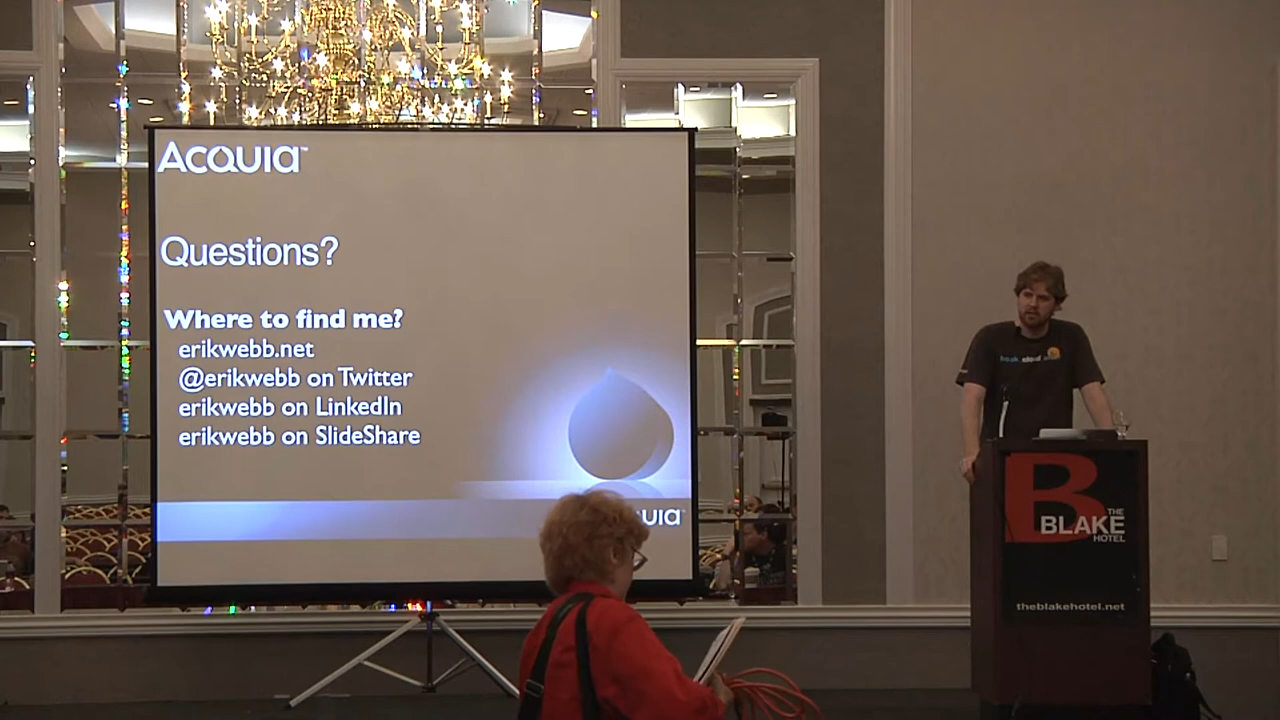 Acquia™
Questions?
Where to find me?
erikwebb.net
@erikwebb on Twitter
erikwebb on LinkedIn
erikwebb on SlideShare
B
THE
BLAKE
HOTEL
theblakehotel.net